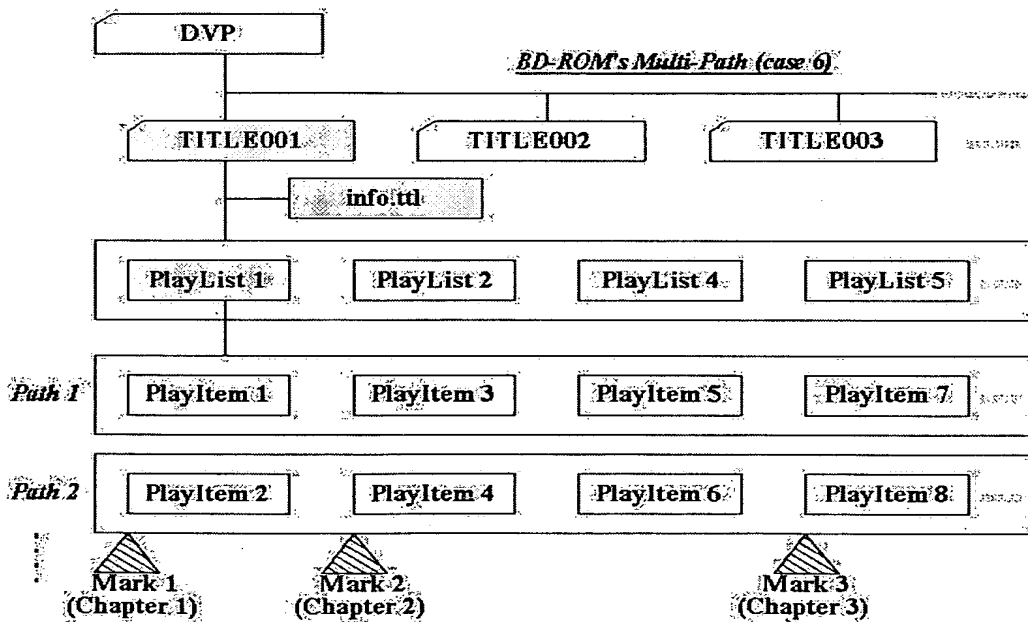 DVP
BD-ROM's Multi-Path (case 6)
TITLE001
TITLE002
TITLE003
info.ttl
PlayList 1
PlayList 2
PlayList 4
PlayList 5
Path 1
PlayItem 1
PlayItem 3
PlayItem 5
PlayItem 7
Path 2
PlayItem 2
PlayItem 4
PlayItem 6
PlayItem 8
Mark 1
(Chapter 1)
Mark 2
(Chapter 2)
Mark 3
(Chapter 3)